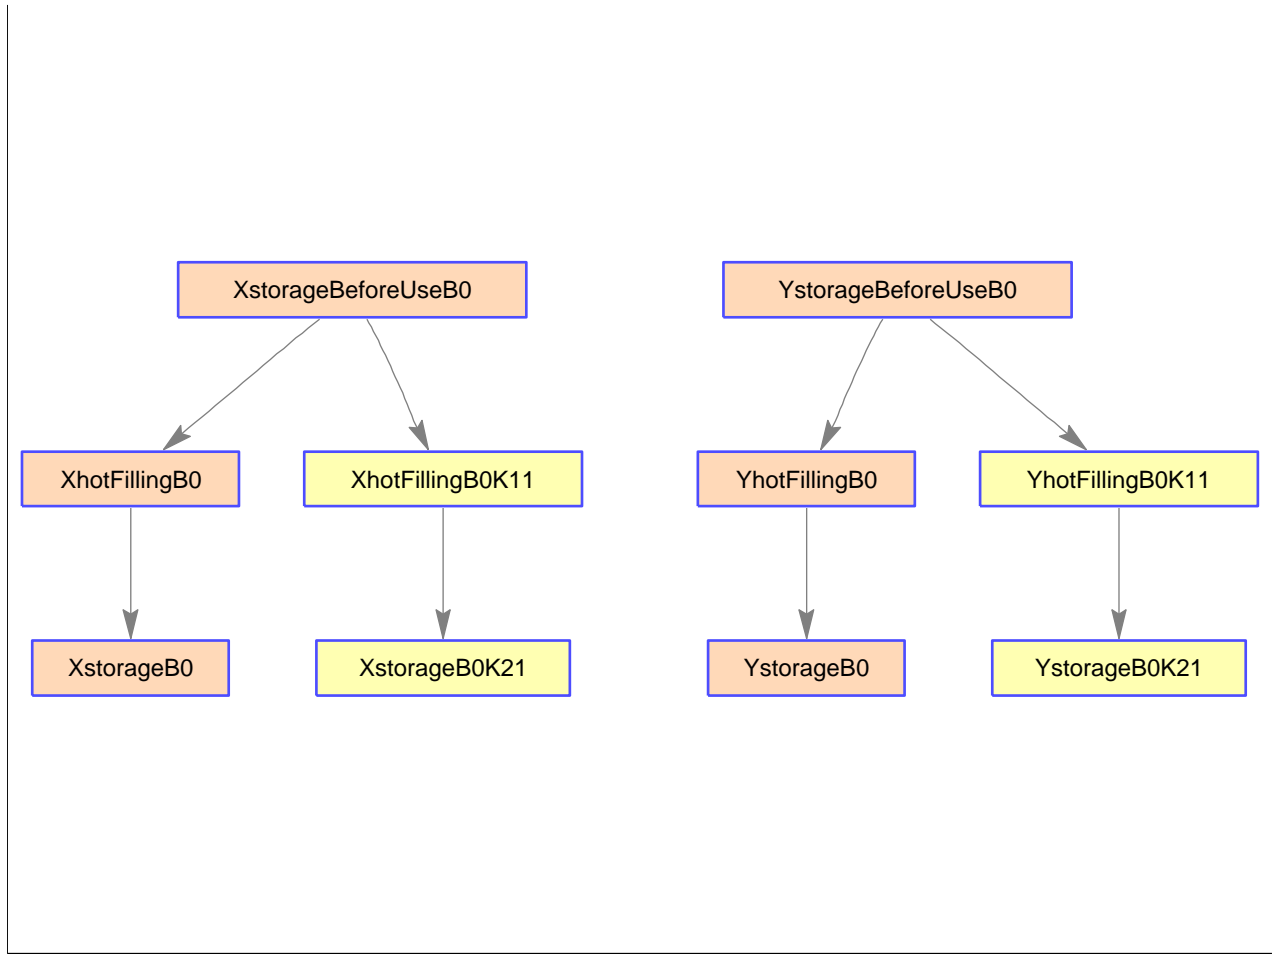 XstorageBeforeUseB0
YstorageBeforeUseB0
XhotFillingB0
XhotFillingB0K11
YhotFillingB0
YhotFillingB0K11
XstorageB0
XstorageB0K21
YstorageB0
YstorageB0K21